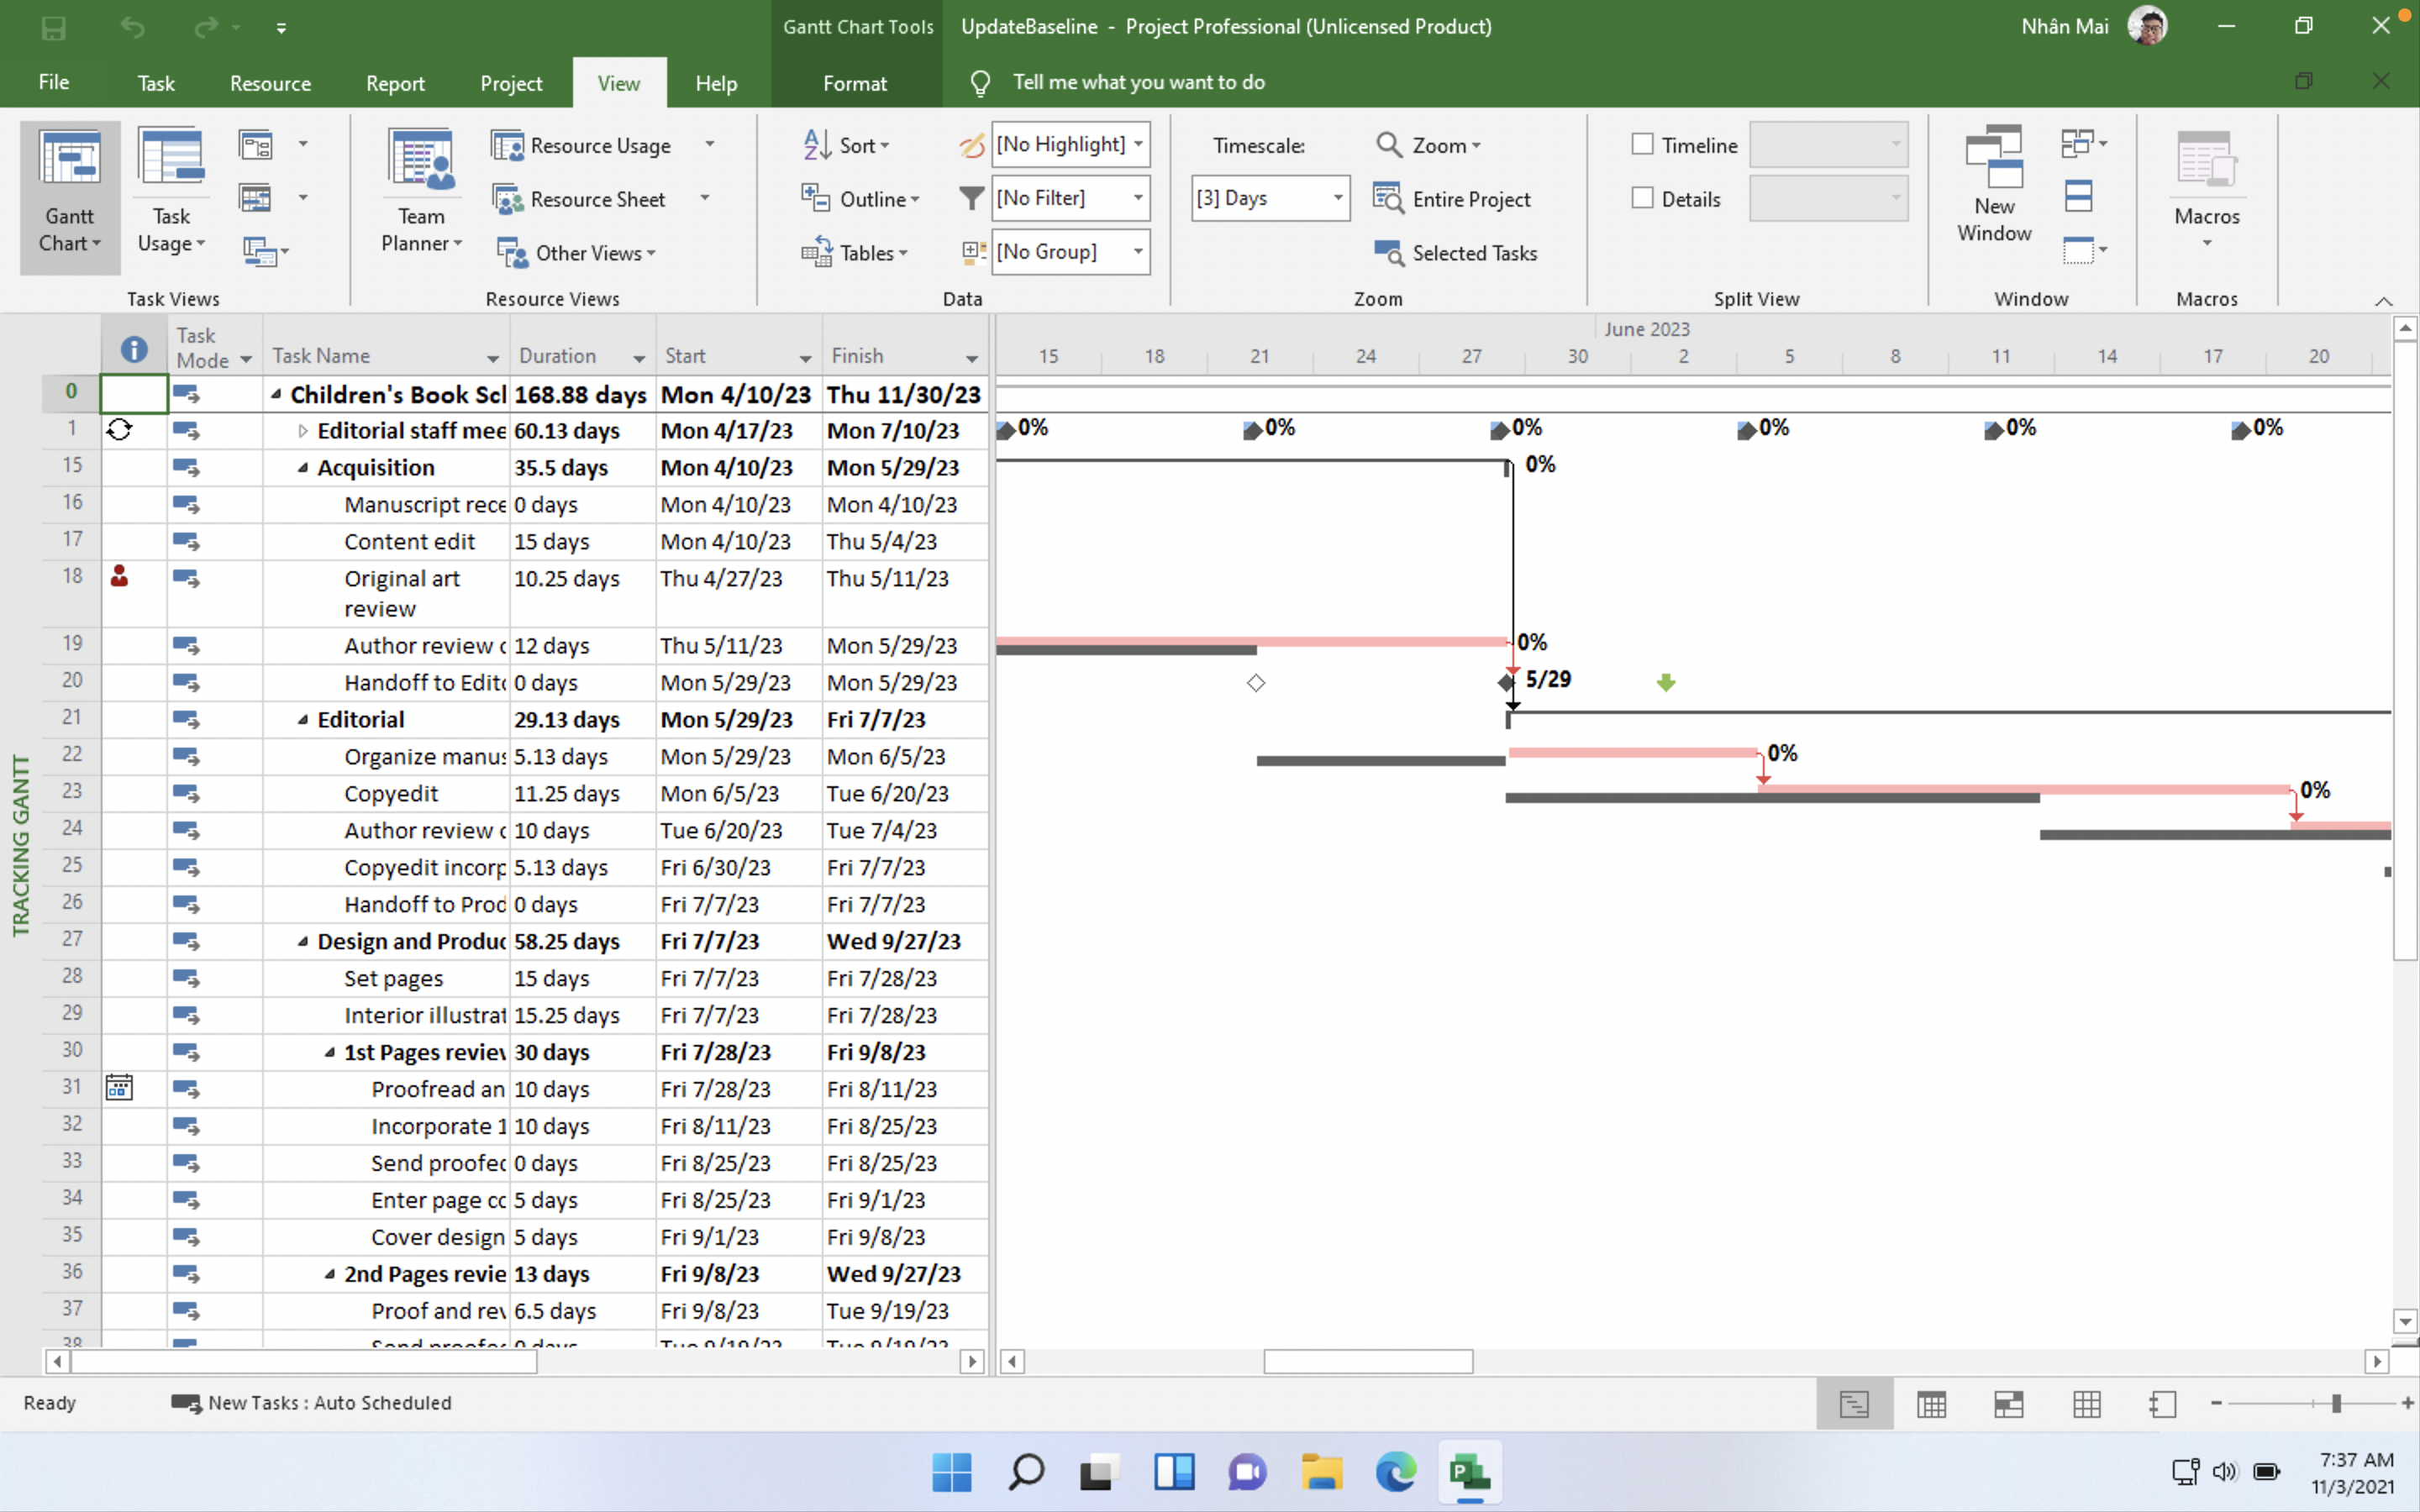 Gantt Chart Tools
UpdateBaseline - Project Professional (Unlicensed Product)
Nhân Mai
File
Task
Resource
Report
Project
View
Help
Format
Tell me what you want to do
Gantt
Chart
Task
Usage
Task Views
Team
Planner
Resource Usage
Resource Sheet
Other Views
Resource Views
Sort
Outline
Tables
[No Highlight]
[No Filter]
[No Group]
Data
Timescale:
[3] Days
Zoom
Entire Project
Selected Tasks
Zoom
Timeline
Details
Split View
New
Window
Window
Macros
Macros
Task
Mode
Task Name
Duration
Start
Finish
June 2023
15 18 21 24 27 30 2 5 8 11 14 17 20
0 Children's Book Scl 168.88 days Mon 4/10/23 Thu 11/30/23
1 Editorial staff mee 60.13 days Mon 4/17/23 Mon 7/10/23 0% 0% 0% 0% 0% 0%
15 Acquisition 35.5 days Mon 4/10/23 Mon 5/29/23 0%
16 Manuscript rece 0 days Mon 4/10/23 Mon 4/10/23
17 Content edit 15 days Mon 4/10/23 Thu 5/4/23
18 Original art 10.25 days Thu 4/27/23 Thu 5/11/23
review
19 Author review c 12 days Thu 5/11/23 Mon 5/29/23 0%
20 Handoff to Edito 0 days Mon 5/29/23 Mon 5/29/23 5/29
21 Editorial 29.13 days Mon 5/29/23 Fri 7/7/23
22 Organize manus 5.13 days Mon 5/29/23 Mon 6/5/23 0%
23 Copyedit 11.25 days Mon 6/5/23 Tue 6/20/23 0%
24 Author review c 10 days Tue 6/20/23 Tue 7/4/23
25 Copyedit incorp 5.13 days Fri 6/30/23 Fri 7/7/23
26 Handoff to Prod 0 days Fri 7/7/23 Fri 7/7/23
27 Design and Produc 58.25 days Fri 7/7/23 Wed 9/27/23
28 Set pages 15 days Fri 7/7/23 Fri 7/28/23
29 Interior illustrat 15.25 days Fri 7/7/23 Fri 7/28/23
30 1st Pages review 30 days Fri 7/28/23 Fri 9/8/23
31 Proofread an 10 days Fri 7/28/23 Fri 8/11/23
32 Incorporate 1 10 days Fri 8/11/23 Fri 8/25/23
33 Send proofed 0 days Fri 8/25/23 Fri 8/25/23
34 Enter page co 5 days Fri 8/25/23 Fri 9/1/23
35 Cover design 5 days Fri 9/1/23 Fri 9/8/23
36 2nd Pages revie 13 days Fri 9/8/23 Wed 9/27/23
37 Proof and rev 6.5 days Fri 9/8/23 Tue 9/19/23
38 Send proofed 0 days Tue 9/19/23 Tue 9/19/23
TRACKING GANTT
Ready
New Tasks : Auto Scheduled
7:37 AM
11/3/2021